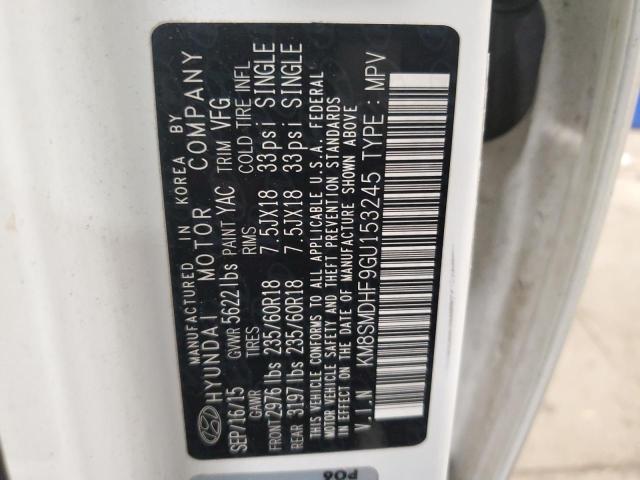 MANUFACTURED IN KOREA BY
HYUNDAI MOTOR COMPANY
SEP/16/15 GVWR 5622lbs PAINT YAC TRIM VFG
GAWR TIRES RIMS COLD TIRE INFL
FRONT 2976 lbs 235/60R18 7.5JX18 33psi SINGLE
REAR 3197 lbs 235/60R18 7.5JX18 33psi SINGLE
THIS VEHICLE CONFORMS TO ALL APPLICABLE U.S.A. FEDERAL
MOTOR VEHICLE SAFETY AND THEFT PREVENTION STANDARDS
IN EFFECT ON THE DATE OF MANUFACTURE SHOWN ABOVE
V.I.N KM8SMDHF9GU153245 TYPE : MPV